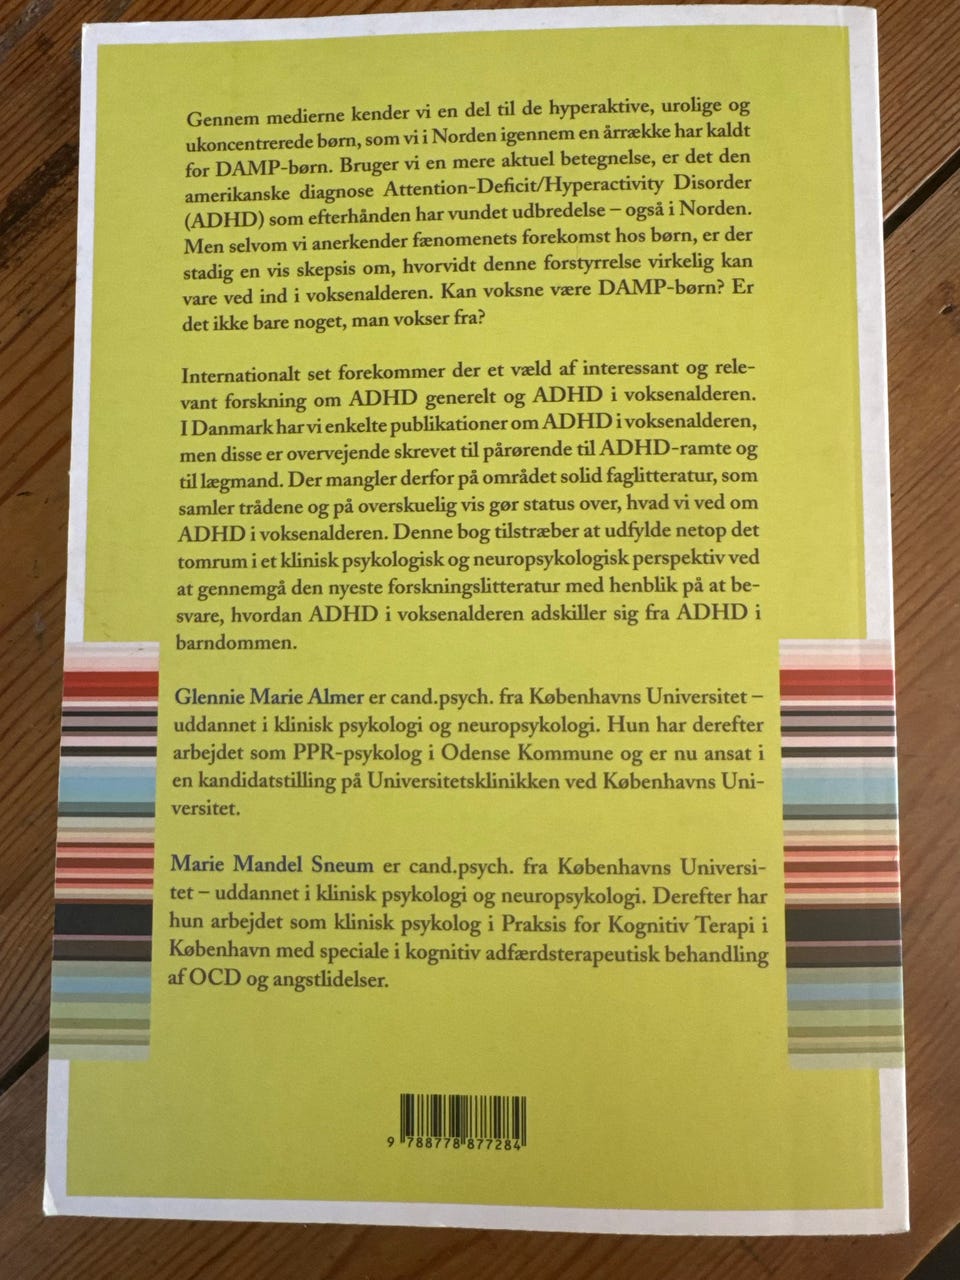 Gennem medierne kender vi en del til de hyperaktive, urolige og
ukoncentrerede børn, som vi i Norden igennem en årrække har kaldt
for DAMP-børn. Bruger vi en mere aktuel betegnelse, er det den
amerikanske diagnose Attention-Deficit/Hyperactivity Disorder
(ADHD) som efterhånden har vundet udbredelse – også i Norden.
Men selvom vi anerkender fænomenets forekomst hos børn, er der
stadig en vis skepsis om, hvorvidt denne forstyrrelse virkelig kan
vare ved ind i voksenalderen. Kan voksne være DAMP-børn? Er
det ikke bare noget, man vokser fra?
Internationalt set forekommer der et væld af interessant og rele-
vant forskning om ADHD generelt og ADHD i voksenalderen.
I Danmark har vi enkelte publikationer om ADHD i voksenalderen,
men disse er overvejende skrevet til pårørende til ADHD-ramte og
til lægmand. Der mangler derfor på området solid faglitteratur, som
samler trådene og på overskuelig vis gør status over, hvad vi ved om
ADHD i voksenalderen. Denne bog tilstræber at udfylde netop det
tomrum i et klinisk psykologisk og neuropsykologisk perspektiv ved
at gennemgå den nyeste forskningslitteratur med henblik på at be-
svare, hvordan ADHD i voksenalderen adskiller sig fra ADHD i
barndommen.
Glennie Marie Almer er cand.psych. fra Københavns Universitet –
uddannet i klinisk psykologi og neuropsykologi. Hun har derefter
arbejdet som PPR-psykolog i Odense Kommune og er nu ansat i
en kandidatstilling på Universitetsklinikken ved Københavns Uni-
versitet.
Marie Mandel Sneum er cand.psych. fra Københavns Universi-
tet – uddannet i klinisk psykologi og neuropsykologi. Derefter har
hun arbejdet som klinisk psykolog i Praksis for Kognitiv Terapi i
København med speciale i kognitiv adfærdsterapeutisk behandling
af OCD og angstlidelser.
9 788778 877284